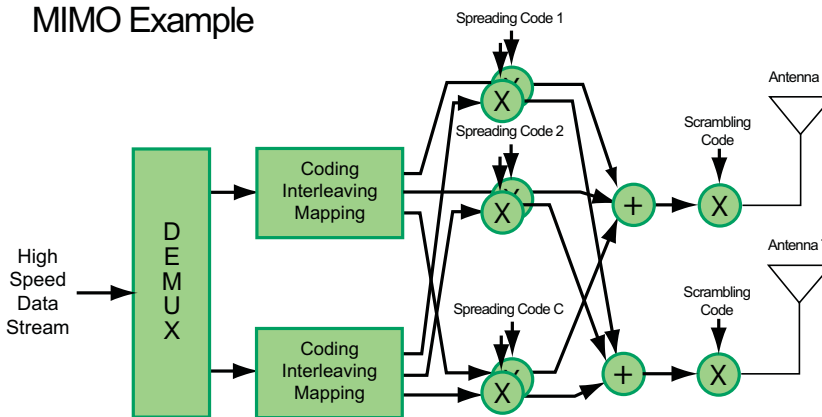 MIMO Example
Spreading Code 1
X
X
Antenna
Spreading Code 2
Scrambling
Code
Coding
Interleaving
Mapping
X
X
+
X
DEMUX
High
Speed
Data
Stream
Antenna
Spreading Code C
Scrambling
Code
Coding
Interleaving
Mapping
X
X
+
X